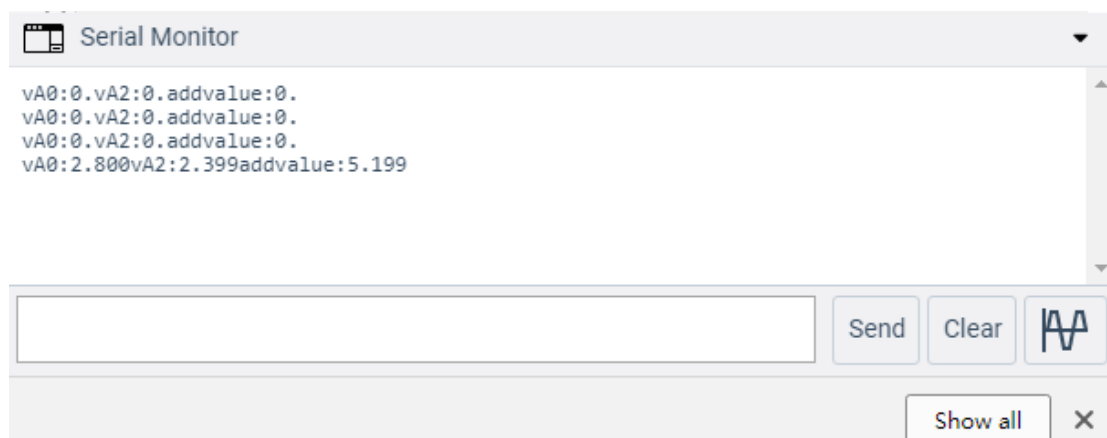 Serial Monitor
vA0:0.vA2:0.addvalue:0.
vA0:0.vA2:0.addvalue:0.
vA0:0.vA2:0.addvalue:0.
vA0:2.800vA2:2.399addvalue:5.199
Send Clear
Show all